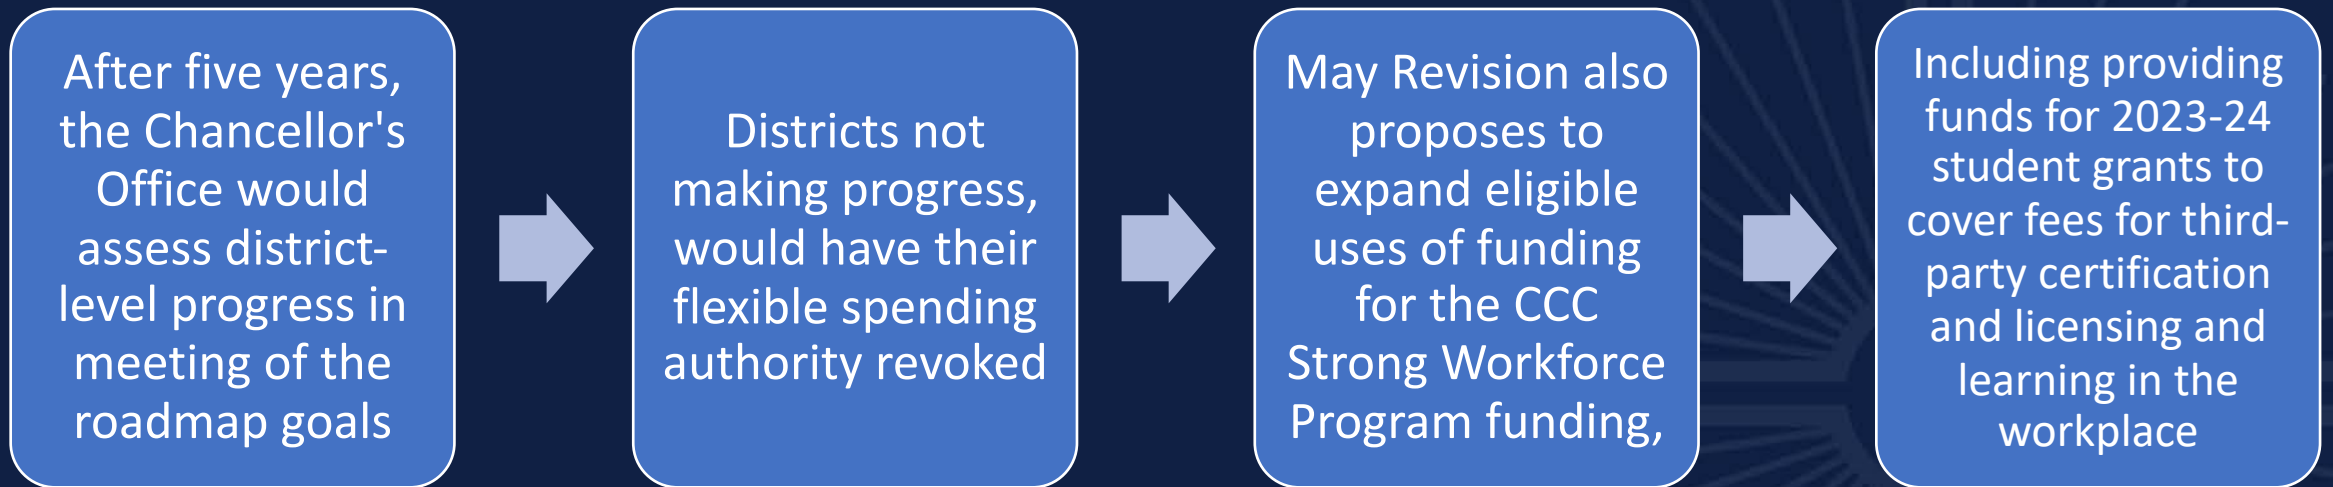 After five years,
the Chancellor's
Office would
assess district-
level progress in
meeting of the
roadmap goals
Districts not
making progress,
would have their
flexible spending
authority revoked
May Revision also
proposes to
expand eligible
uses of funding
for the CCC
Strong Workforce
Program funding,
Including providing
funds for 2023-24
student grants to
cover fees for third-
party certification
and licensing and
learning in the
workplace